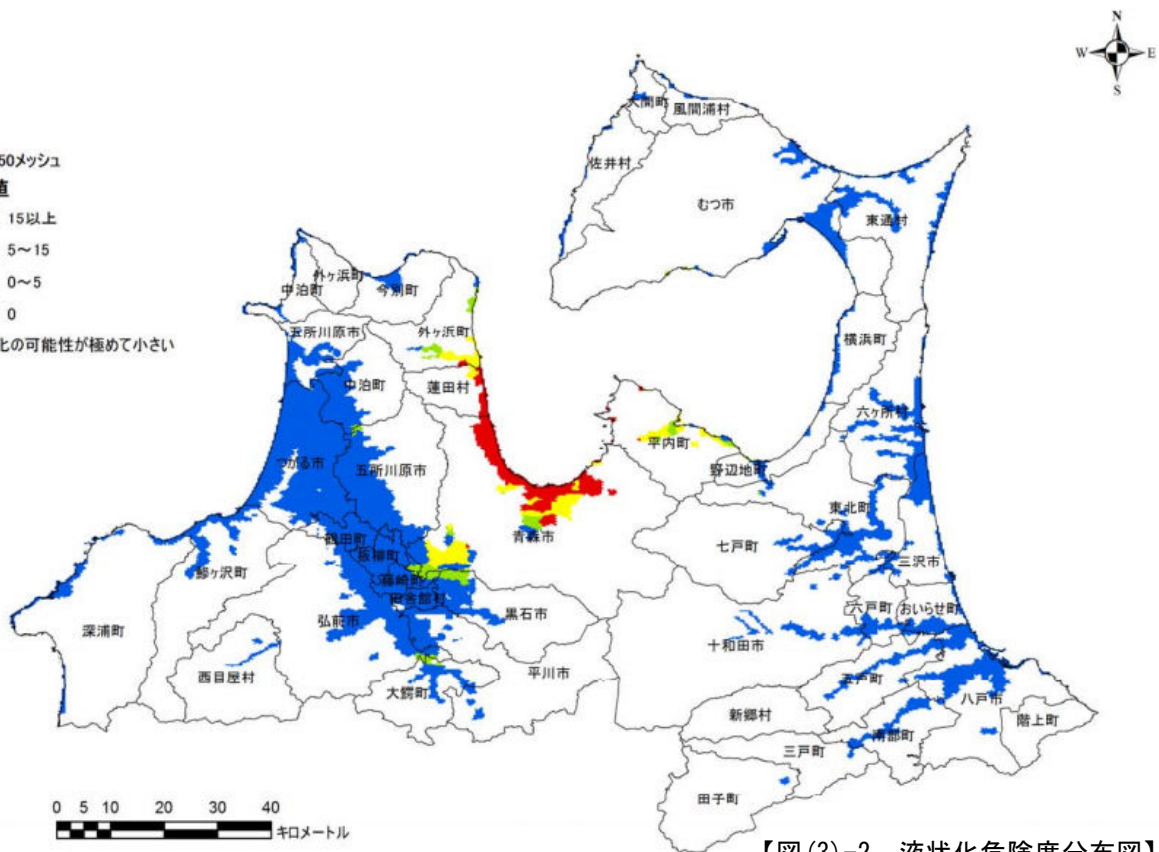 N
W E
S
50メッシュ
値
15以上
5～15
0～5
0
化の可能性が極めて小さい
大間町
風間浦村
佐井村
むつ市
東通村
外ヶ浜町
中泊町
今別町
五所川原市
外ヶ浜町
横浜町
中泊町
蓬田村
六ヶ所村
平内町
つがる市
五所川原市
野辺地町
東北町
青森市
七戸町
鶴田町
板柳町
三沢市
鰺ヶ沢町
藤崎町
田舎館村
六戸町
おいらせ町
黒石市
弘前市
深浦町
十和田市
西目屋村
平川市
五戸町
大鰐町
八戸市
新郷村
階上町
南部町
三戸町
田子町
0 5 10 20 30 40
キロメートル
【図(3)-2 液状化危険度分布図】